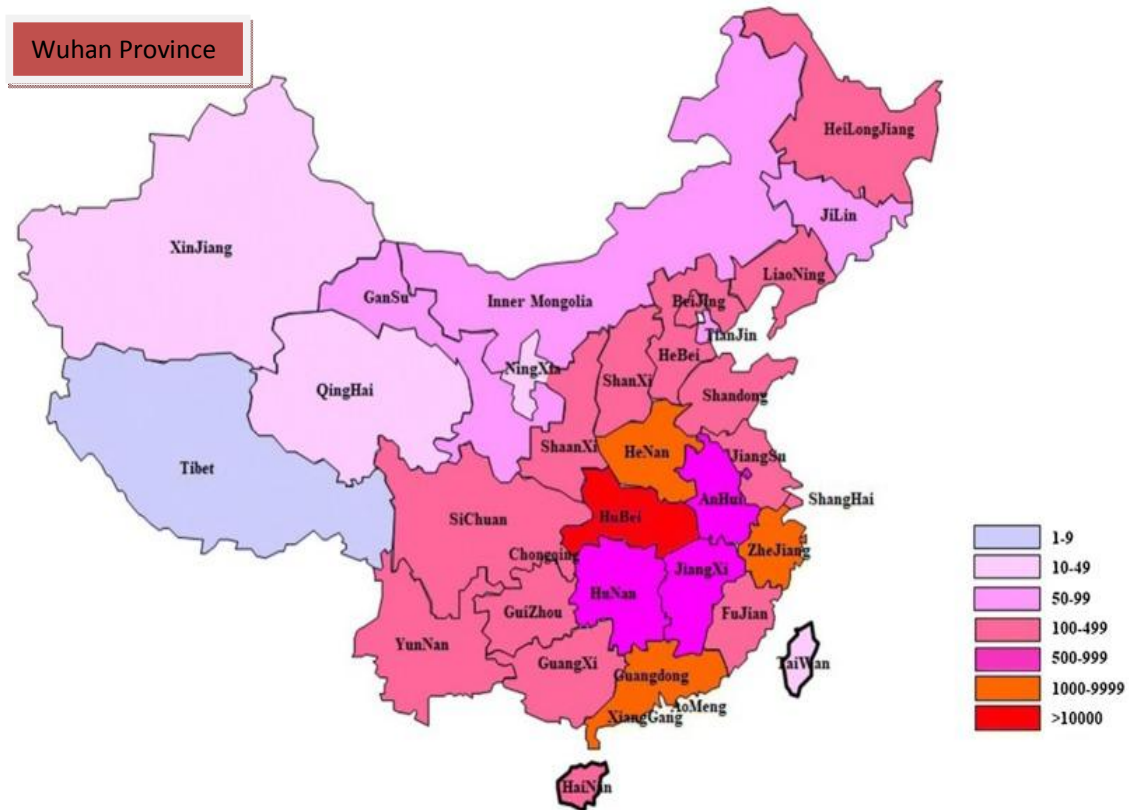 Wuhan Province
HeiLongJiang
JiLin
XinJiang
LiaoNing
GanSu
Inner Mongolia
BeiJing
TianJin
HeBei
NingXia
ShanXi
QingHai
Shandong
ShaanXi
HeNan
JiangSu
Tibet
AnHui
ShangHai
SiChuan
HuBei
ZheJiang
Chongqing
JiangXi
HuNan
GuiZhou
FuJian
YunNan
GuangXi
TaiWan
Guangdong
AoMeng
XiangGang
HaiNan
1-9
10-49
50-99
100-499
500-999
1000-9999
>10000